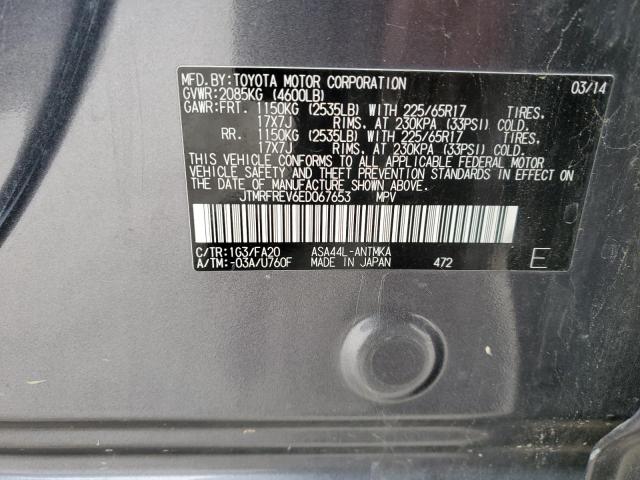 MFD. BY: TOYOTA MOTOR CORPORATION 03/14
GVWR: 2085KG (4600LB)
GAWR: FRT. 1150KG (2535LB) WITH 225/65R17 TIRES,
17X7J RIMS, AT 230KPA (33PSI) COLD.
RR. 1150KG (2535LB) WITH 225/65R17 TIRES,
17X7J RIMS, AT 230KPA (33PSI) COLD.
THIS VEHICLE CONFORMS TO ALL APPLICABLE FEDERAL MOTOR
VEHICLE SAFETY AND THEFT PREVENTION STANDARDS IN EFFECT
ON THE DATE OF MANUFACTURE SHOWN ABOVE.
JTMRFREV6ED067653 MPV
C/TR: 1G3/FA20 ASA44L-ANTMKA
A/TM: -03A/U760F MADE IN JAPAN 472 E